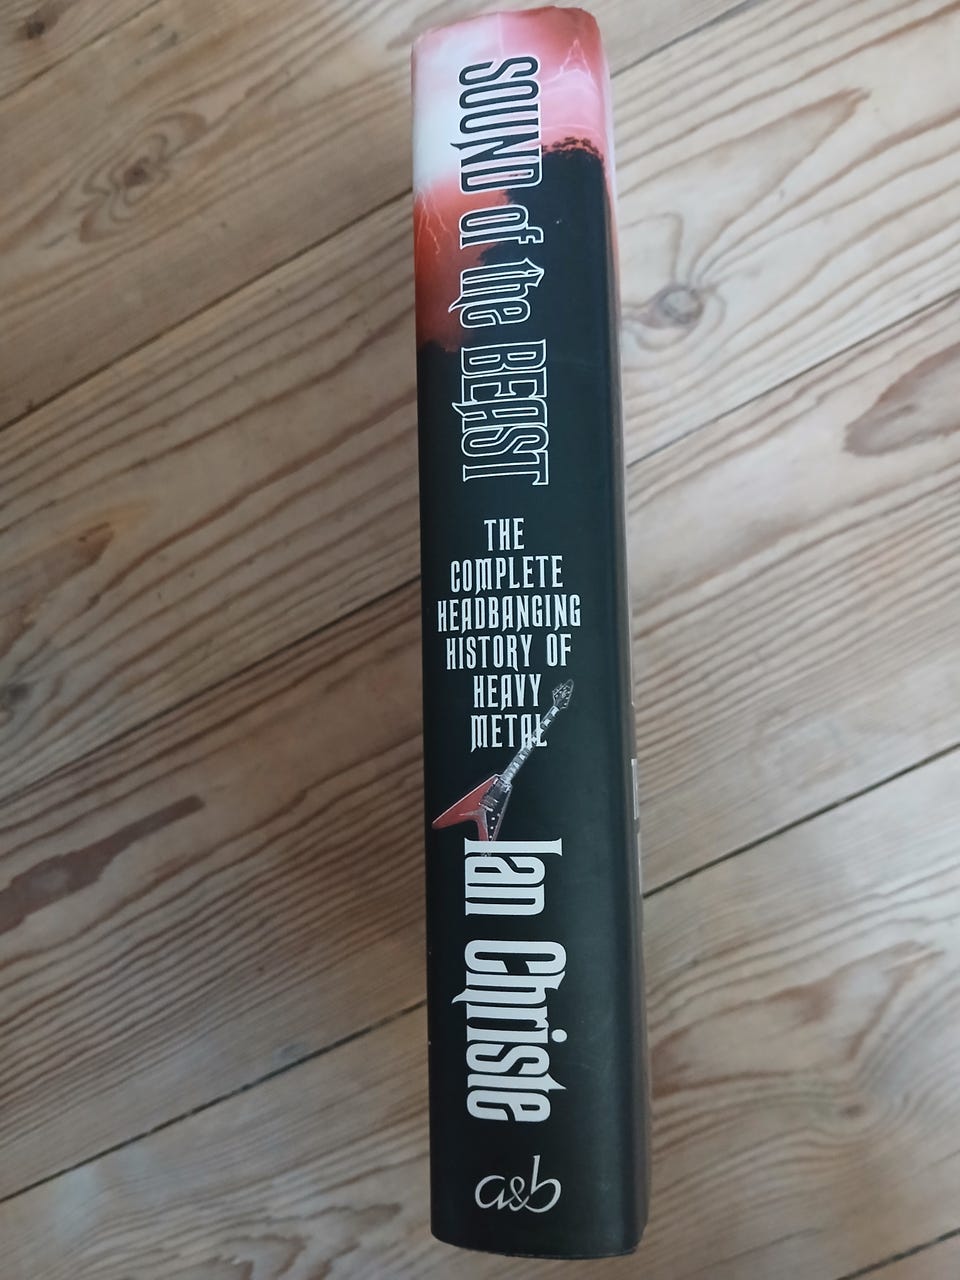 SOUND of the BEAST
THE
COMPLETE
HEADBANGING
HISTORY OF
HEAVY
METAL
Ian Christe
a&b